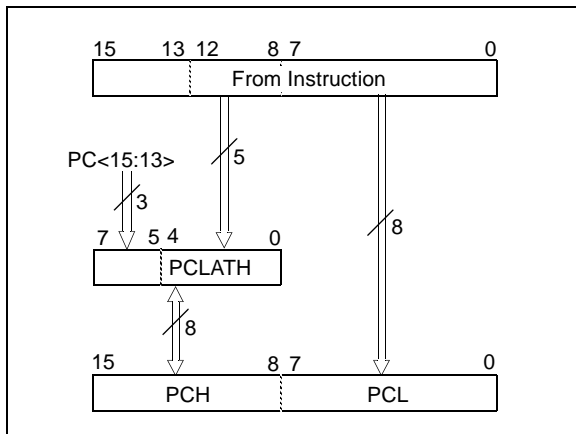 15 13 12 8 7 0
From Instruction
5
PC<15:13>
3
8
7 5 4 0
PCLATH
8
15 8 7 0
PCH PCL